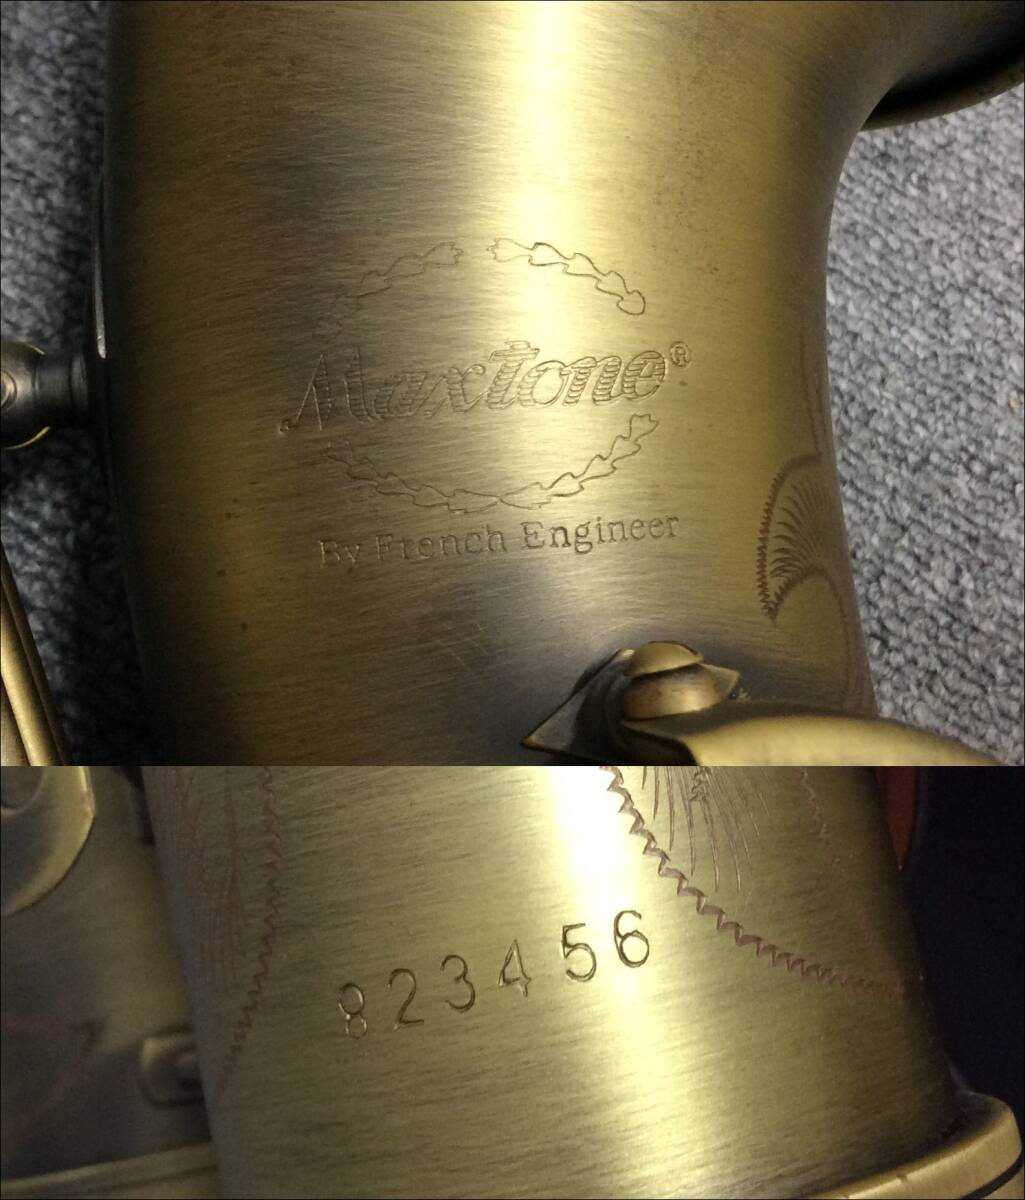 Maxtone®
By French Engineer
823456